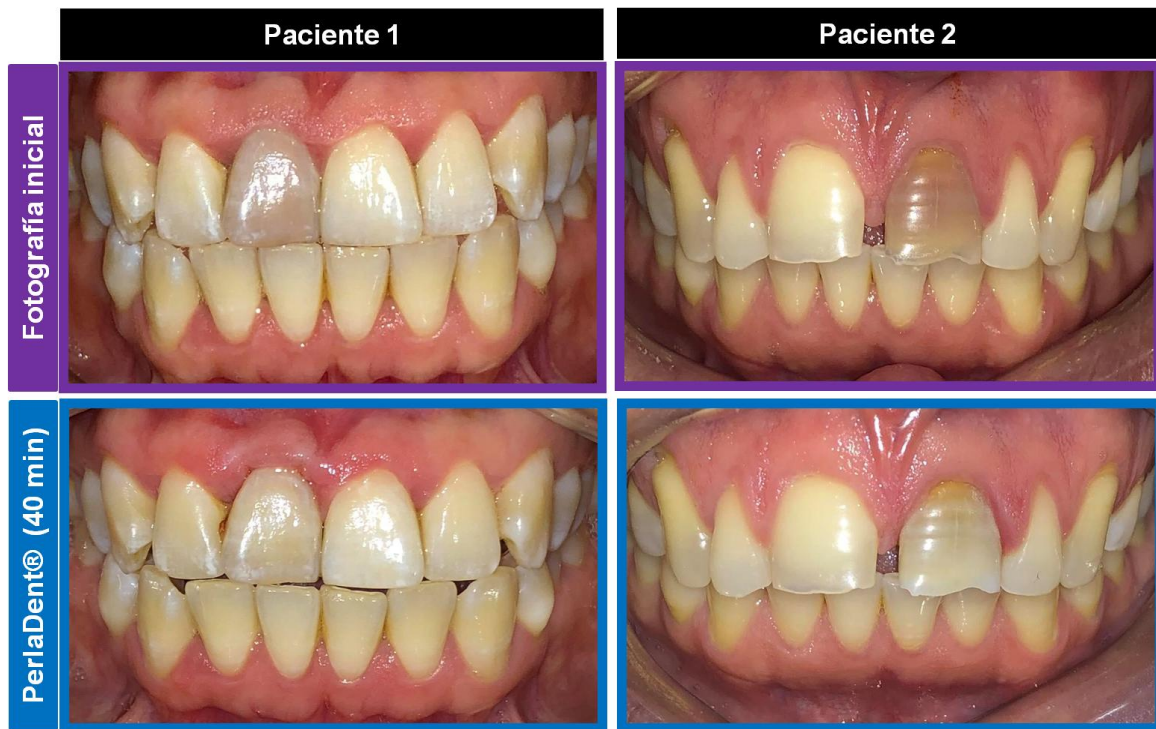 Paciente 1
Paciente 2
Fotografía inicial
PerlaDent® (40 min)